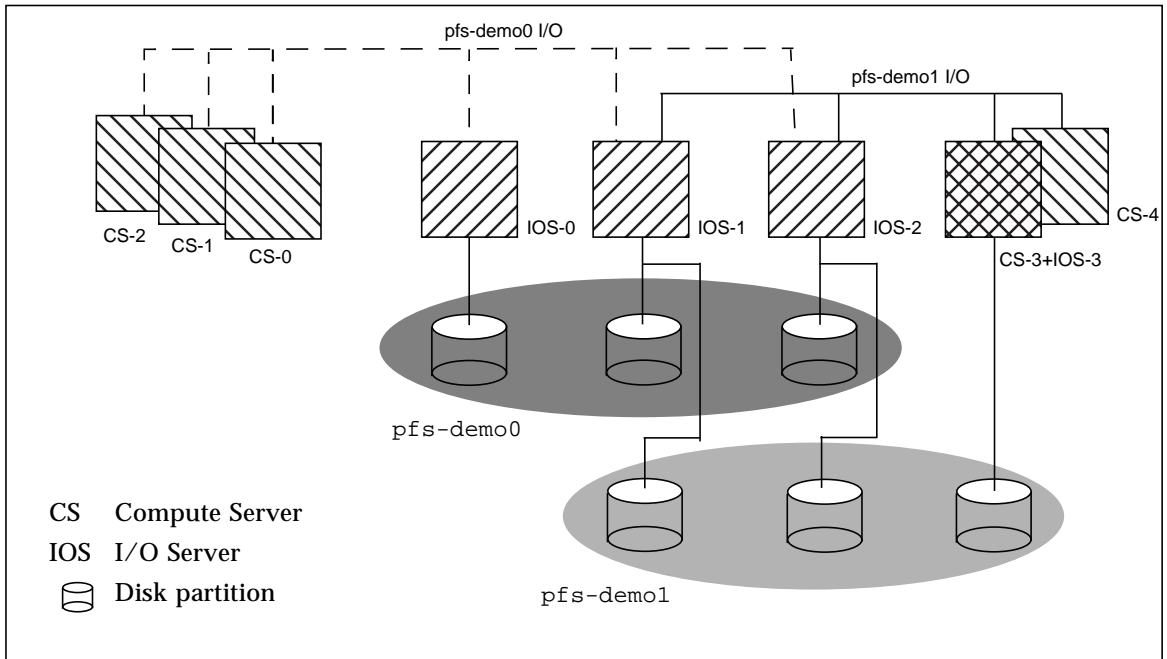 pfs-demo0 I/O
pfs-demo1 I/O
CS-2
CS-1
CS-0
IOS-0
IOS-1
IOS-2
CS-4
CS-3+IOS-3
pfs-demo0
pfs-demo1
CS Compute Server
IOS I/O Server
Disk partition